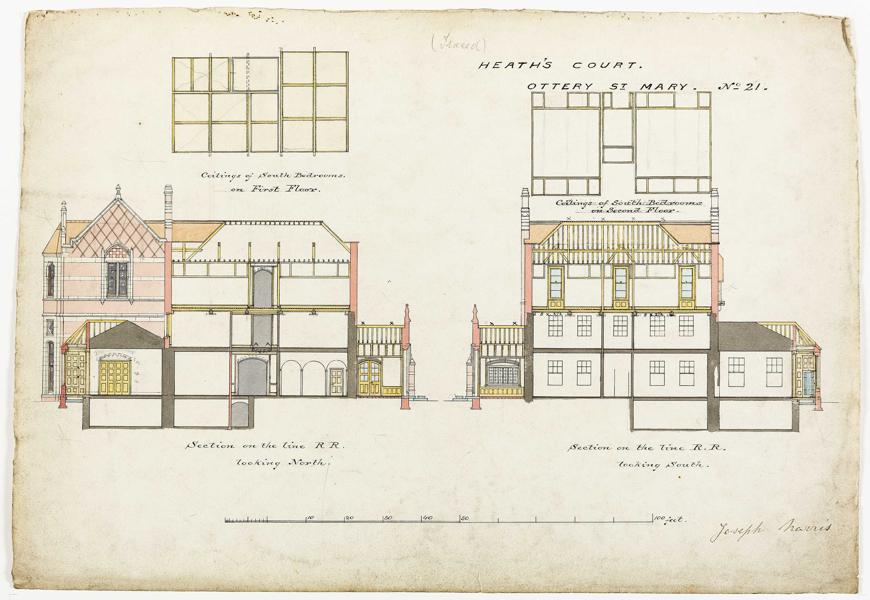 (Traced)
HEATH'S COURT.
OTTERY ST MARY. No 21.
Ceilings of South Bedrooms.
on First Floor.
Ceilings of South Bedrooms
on Second Floor.
Section on the line R.R.
looking North.
Section on the line R.R.
looking South.
10 20 30 40 50 100 feet.
Joseph Harris